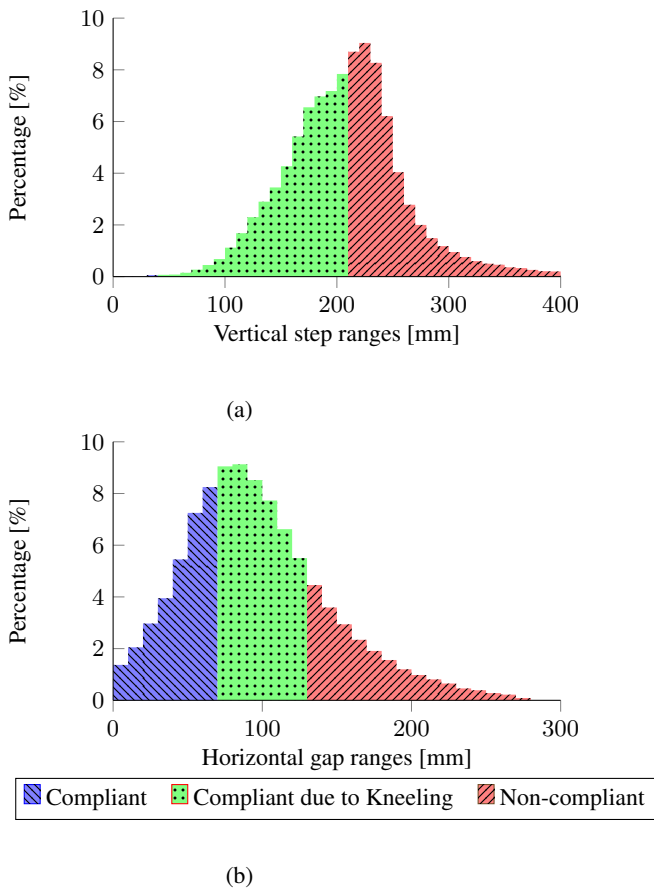 10
8
6
4
2
0
Percentage [%]
0 100 200 300 400
Vertical step ranges [mm]
(a)
10
8
6
4
2
0
Percentage [%]
0 100 200 300
Horizontal gap ranges [mm]
Compliant Compliant due to Kneeling Non-compliant
(b)